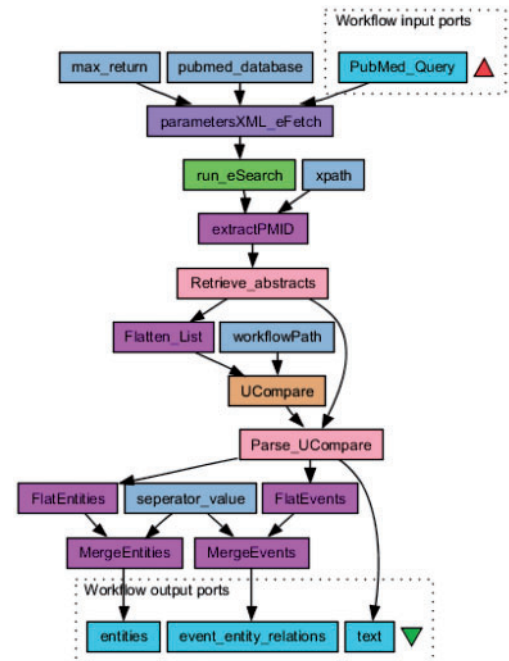 Workflow input ports
max_return
pubmed_database
PubMed_Query
parametersXML_eFetch
run_eSearch
xpath
extractPMID
Retrieve_abstracts
Flatten_List
workflowPath
UCompare
Parse_UCompare
FlatEntities
seperator_value
FlatEvents
MergeEntities
MergeEvents
Workflow output ports
entities
event_entity_relations
text